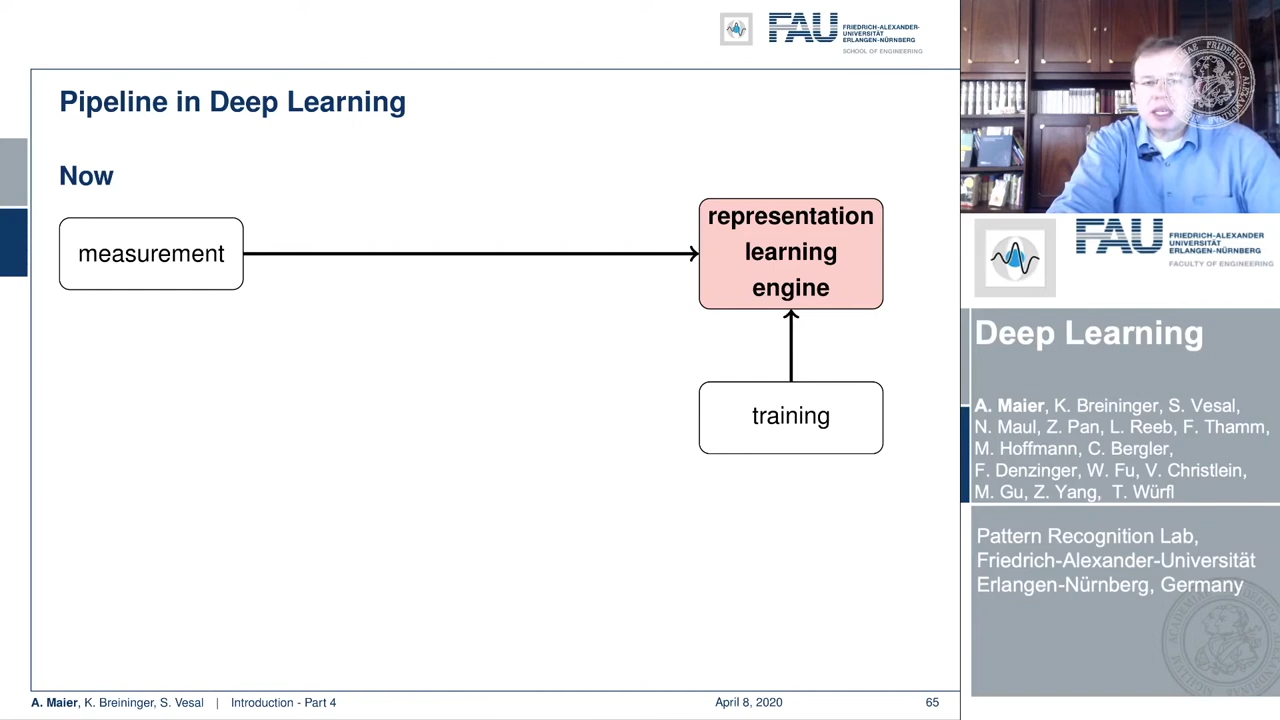 FAU
FRIEDRICH-ALEXANDER-
UNIVERSITÄT
ERLANGEN-NÜRNBERG
SCHOOL OF ENGINEERING
Pipeline in Deep Learning
Now
measurement
representation
learning
engine
training
A. Maier, K. Breininger, S. Vesal | Introduction - Part 4 April 8, 2020 65
FAU
FRIEDRICH-ALEXANDER
UNIVERSITÄT
ERLANGEN-NÜRNBERG
FACULTY OF ENGINEERING
Deep Learning
A. Maier, K. Breininger, S. Vesal,
N. Maul, Z. Pan, L. Reeb, F. Thamm,
M. Hoffmann, C. Bergler,
F. Denzinger, W. Fu, V. Christlein,
M. Gu, Z. Yang, T. Würfl
Pattern Recognition Lab,
Friedrich-Alexander-Universität
Erlangen-Nürnberg, Germany